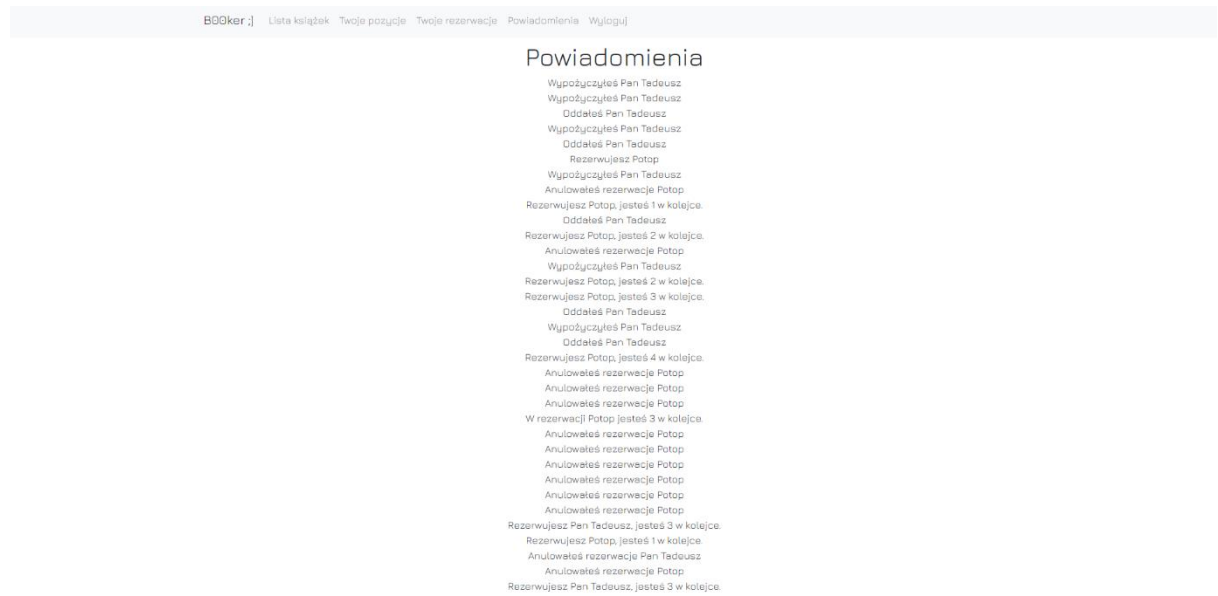 B00ker ;] Lista książek Twoje pozycje Twoje rezerwacje Powiadomienia Wyloguj
Powiadomienia
Wypożyczyłeś Pan Tadeusz
Wypożyczyłeś Pan Tadeusz
Oddałeś Pan Tadeusz
Wypożyczyłeś Pan Tadeusz
Oddałeś Pan Tadeusz
Rezerwujesz Potop
Wypożyczyłeś Pan Tadeusz
Anulowałeś rezerwacje Potop
Rezerwujesz Potop, jesteś 1 w kolejce.
Oddałeś Pan Tadeusz
Rezerwujesz Potop, jesteś 2 w kolejce.
Anulowałeś rezerwacje Potop
Wypożyczyłeś Pan Tadeusz
Rezerwujesz Potop, jesteś 2 w kolejce.
Rezerwujesz Potop, jesteś 3 w kolejce.
Oddałeś Pan Tadeusz
Wypożyczyłeś Pan Tadeusz
Oddałeś Pan Tadeusz
Rezerwujesz Potop, jesteś 4 w kolejce.
Anulowałeś rezerwacje Potop
Anulowałeś rezerwacje Potop
Anulowałeś rezerwacje Potop
W rezerwacji Potop jesteś 3 w kolejce.
Anulowałeś rezerwacje Potop
Anulowałeś rezerwacje Potop
Anulowałeś rezerwacje Potop
Anulowałeś rezerwacje Potop
Anulowałeś rezerwacje Potop
Anulowałeś rezerwacje Potop
Rezerwujesz Pan Tadeusz, jesteś 3 w kolejce.
Rezerwujesz Potop, jesteś 1 w kolejce.
Anulowałeś rezerwacje Pan Tadeusz
Anulowałeś rezerwacje Potop
Rezerwujesz Pan Tadeusz, jesteś 3 w kolejce.